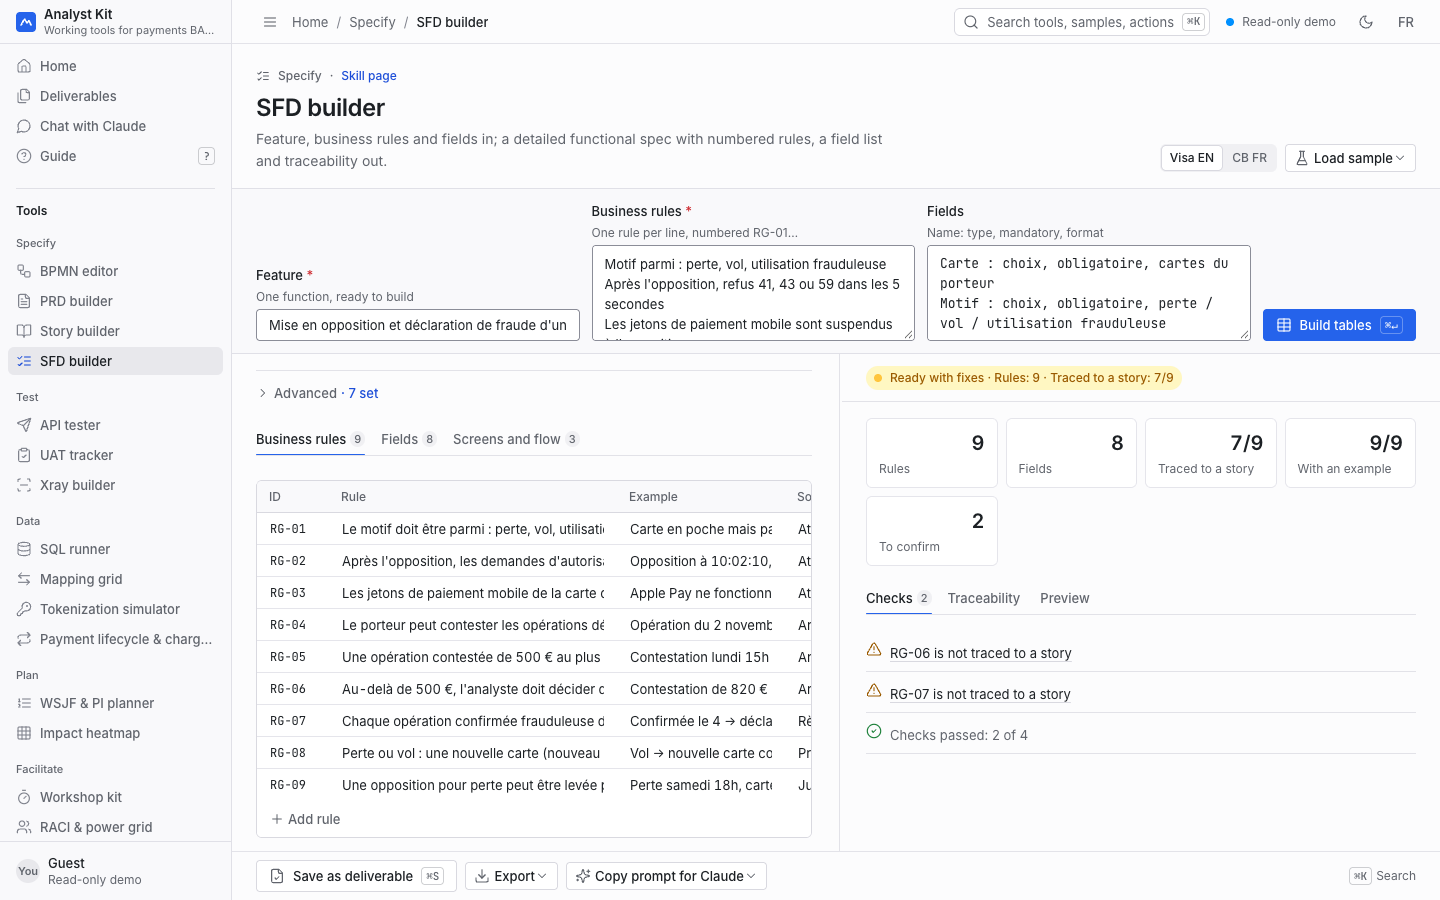 Analyst Kit
Working tools for payments BA...
Home
Deliverables
Chat with Claude
Guide
?
Tools
Specify
BPMN editor
PRD builder
Story builder
SFD builder
Test
API tester
UAT tracker
Xray builder
Data
SQL runner
Mapping grid
Tokenization simulator
Payment lifecycle & charg...
Plan
WSJF & PI planner
Impact heatmap
Facilitate
Workshop kit
RACI & power grid
You
Guest
Read-only demo
Home / Specify / SFD builder
Search tools, samples, actions ⌘K
Read-only demo
FR
Specify · Skill page
SFD builder
Feature, business rules and fields in; a detailed functional spec with numbered rules, a field list
and traceability out.
Visa EN
CB FR
Load sample
Feature *
One function, ready to build
Mise en opposition et déclaration de fraude d'un
Business rules *
One rule per line, numbered RG-01...
Motif parmi : perte, vol, utilisation frauduleuse
Après l'opposition, refus 41, 43 ou 59 dans les 5
secondes
Les jetons de paiement mobile sont suspendus
Fields
Name: type, mandatory, format
Carte : choix, obligatoire, cartes du
porteur
Motif : choix, obligatoire, perte /
vol / utilisation frauduleuse
Build tables ⌘↵
Advanced · 7 set
Business rules 9
Fields 8
Screens and flow 3
ID Rule Example So
RG-01 Le motif doit être parmi : perte, vol, utilisatio Carte en poche mais pa At
RG-02 Après l'opposition, les demandes d'autoris Opposition à 10:02:10, At
RG-03 Les jetons de paiement mobile de la carte Apple Pay ne fonctionn At
RG-04 Le porteur peut contester les opérations dé Opération du 2 novemb Ar
RG-05 Une opération contestée de 500 € au plus Contestation lundi 15h Ar
RG-06 Au-delà de 500 €, l'analyste doit décider Contestation de 820 € Ar
RG-07 Chaque opération confirmée frauduleuse d Confirmée le 4 → décla Rè
RG-08 Perte ou vol : une nouvelle carte (nouveau Vol → nouvelle carte co Pr
RG-09 Une opposition pour perte peut être levée Perte samedi 18h, carte Ju
+ Add rule
Ready with fixes · Rules: 9 · Traced to a story: 7/9
9
Rules
8
Fields
7/9
Traced to a story
9/9
With an example
2
To confirm
Checks 2
Traceability
Preview
RG-06 is not traced to a story
RG-07 is not traced to a story
Checks passed: 2 of 4
Save as deliverable ⌘S
Export
Copy prompt for Claude
⌘K Search